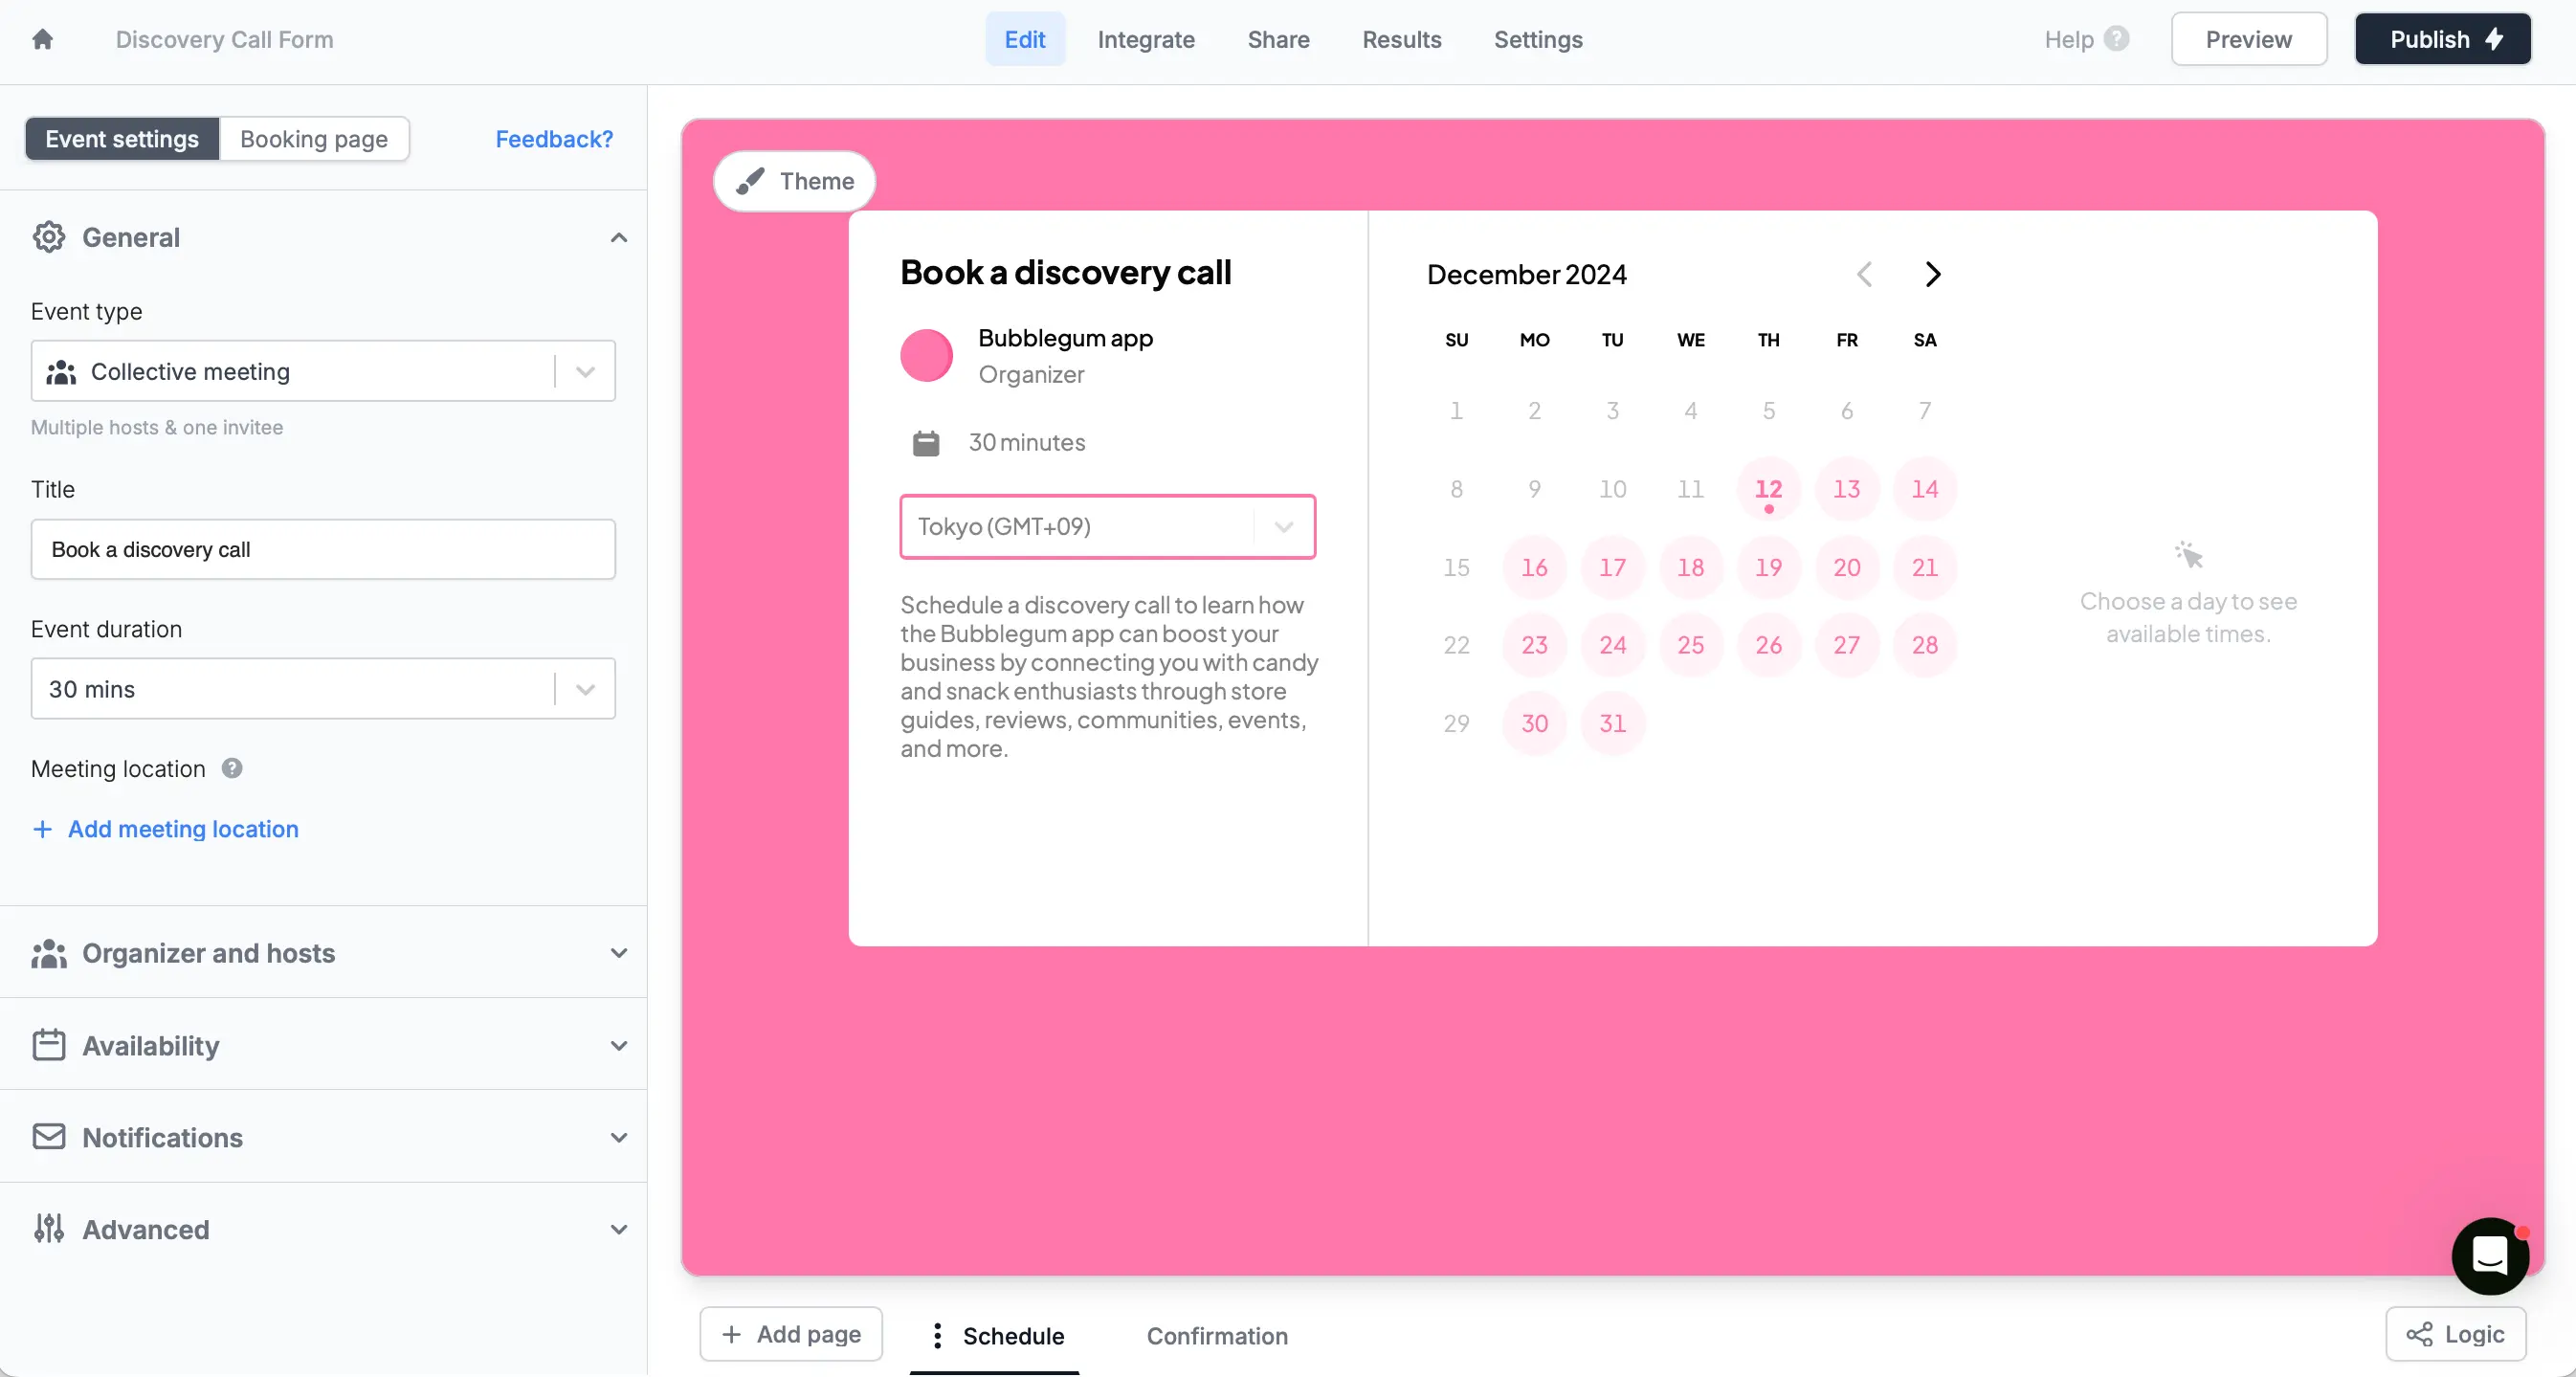 Discovery Call Form
Edit
Integrate
Share
Results
Settings
Help ?
Preview
Publish
Event settings
Booking page
Feedback?
General
Event type
Collective meeting
Multiple hosts & one invitee
Title
Book a discovery call
Event duration
30 mins
Meeting location ?
+ Add meeting location
Organizer and hosts
Availability
Notifications
Advanced
Theme
Book a discovery call
Bubblegum app
Organizer
30 minutes
Tokyo (GMT+09)
Schedule a discovery call to learn how
the Bubblegum app can boost your
business by connecting you with candy
and snack enthusiasts through store
guides, reviews, communities, events,
and more.
December 2024
SU MO TU WE TH FR SA
1 2 3 4 5 6 7
8 9 10 11 12 13 14
15 16 17 18 19 20 21
22 23 24 25 26 27 28
29 30 31
Choose a day to see
available times.
+ Add page
Schedule
Confirmation
Logic